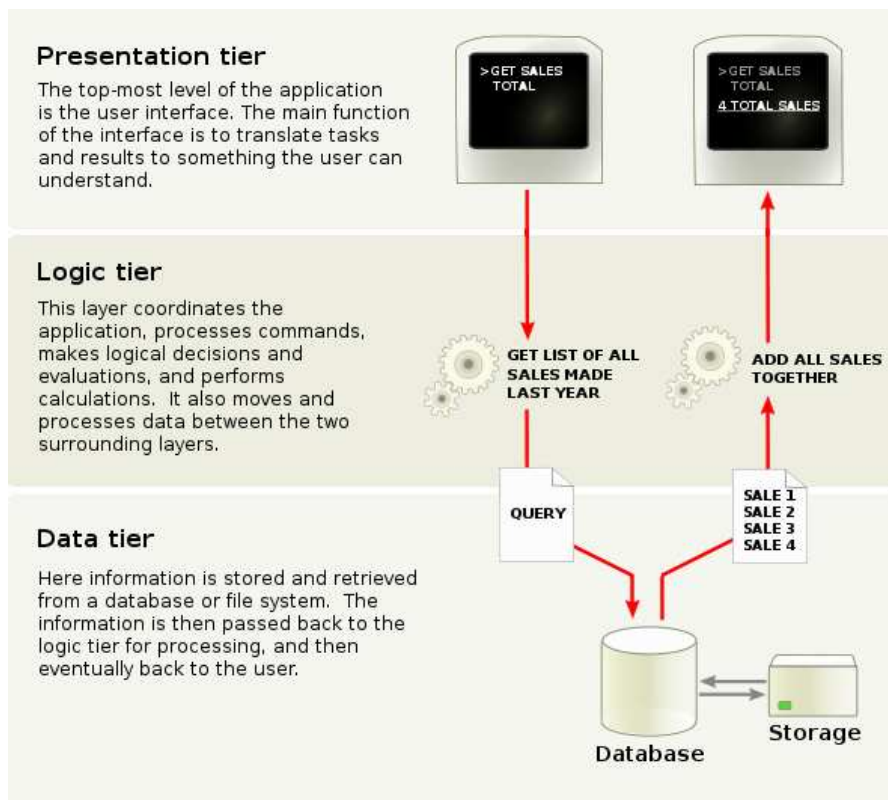 Presentation tier
The top-most level of the application
is the user interface. The main function
of the interface is to translate tasks
and results to something the user can
understand.
>GET SALES
TOTAL
>GET SALES
TOTAL
4 TOTAL SALES
Logic tier
This layer coordinates the
application, processes commands,
makes logical decisions and
evaluations, and performs
calculations.  It also moves and
processes data between the two
surrounding layers.
GET LIST OF ALL
SALES MADE
LAST YEAR
ADD ALL SALES
TOGETHER
QUERY
SALE 1
SALE 2
SALE 3
SALE 4
Data tier
Here information is stored and retrieved
from a database or file system.  The
information is then passed back to the
logic tier for processing, and then
eventually back to the user.
Database
Storage